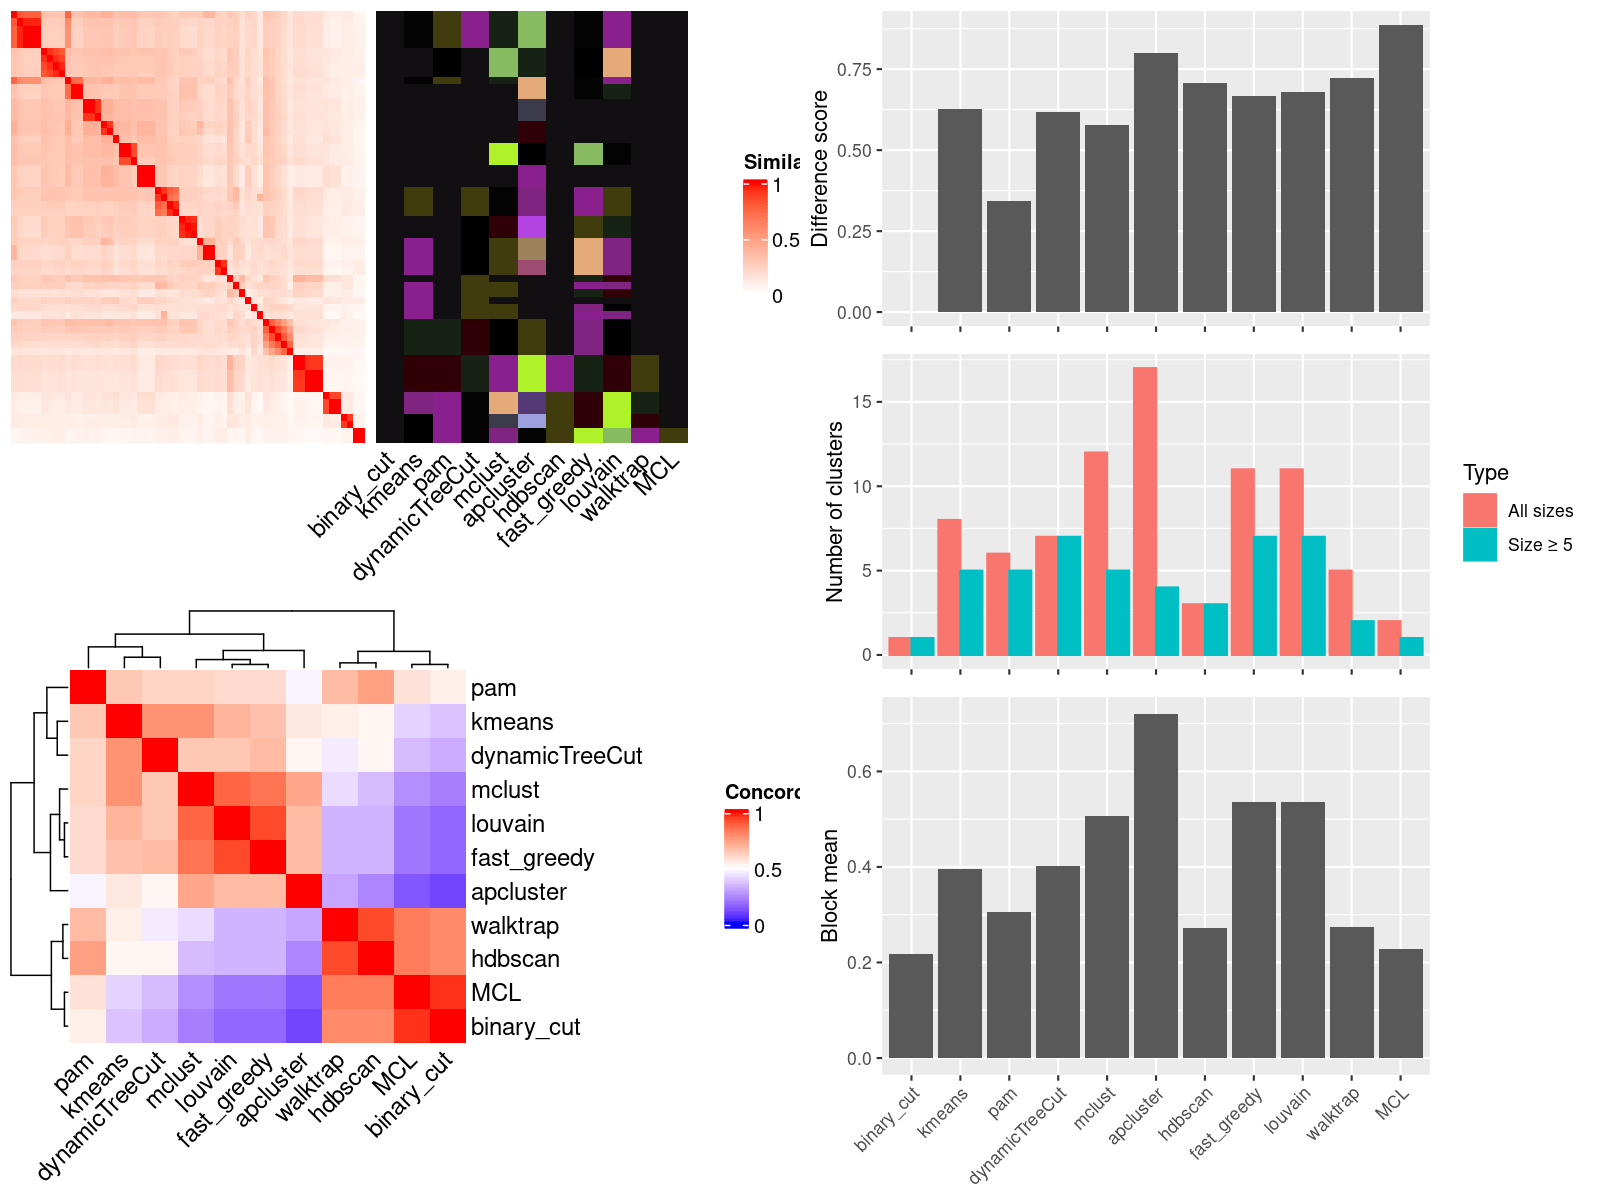 Simila
1
0.5
0
binary_cut
kmeans
pam
dynamicTreeCut
mclust
apcluster
hdbscan
fast_greedy
louvain
walktrap
MCL
Difference score
0.75
0.50
0.25
0.00
Number of clusters
15
10
5
0
Type
All sizes
Size ≥ 5
pam
kmeans
dynamicTreeCut
mclust
louvain
fast_greedy
apcluster
walktrap
hdbscan
MCL
binary_cut
pam
kmeans
dynamicTreeCut
mclust
louvain
fast_greedy
apcluster
walktrap
hdbscan
MCL
binary_cut
Concorc
1
0.5
0
Block mean
0.6
0.4
0.2
0.0
binary_cut
kmeans
pam
dynamicTreeCut
mclust
apcluster
hdbscan
fast_greedy
louvain
walktrap
MCL